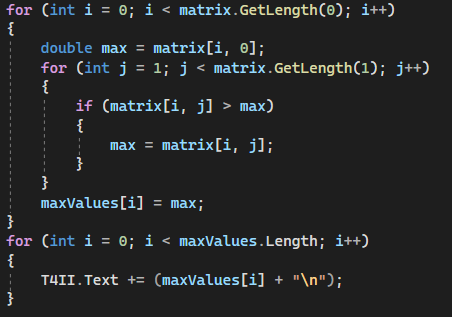 for (int i = 0; i < matrix.GetLength(0); i++)
{
    double max = matrix[i, 0];
    for (int j = 1; j < matrix.GetLength(1); j++)
    {
        if (matrix[i, j] > max)
        {
            max = matrix[i, j];
        }
    }
    maxValues[i] = max;
}
for (int i = 0; i < maxValues.Length; i++)
{
    T4II.Text += (maxValues[i] + "\n");
}